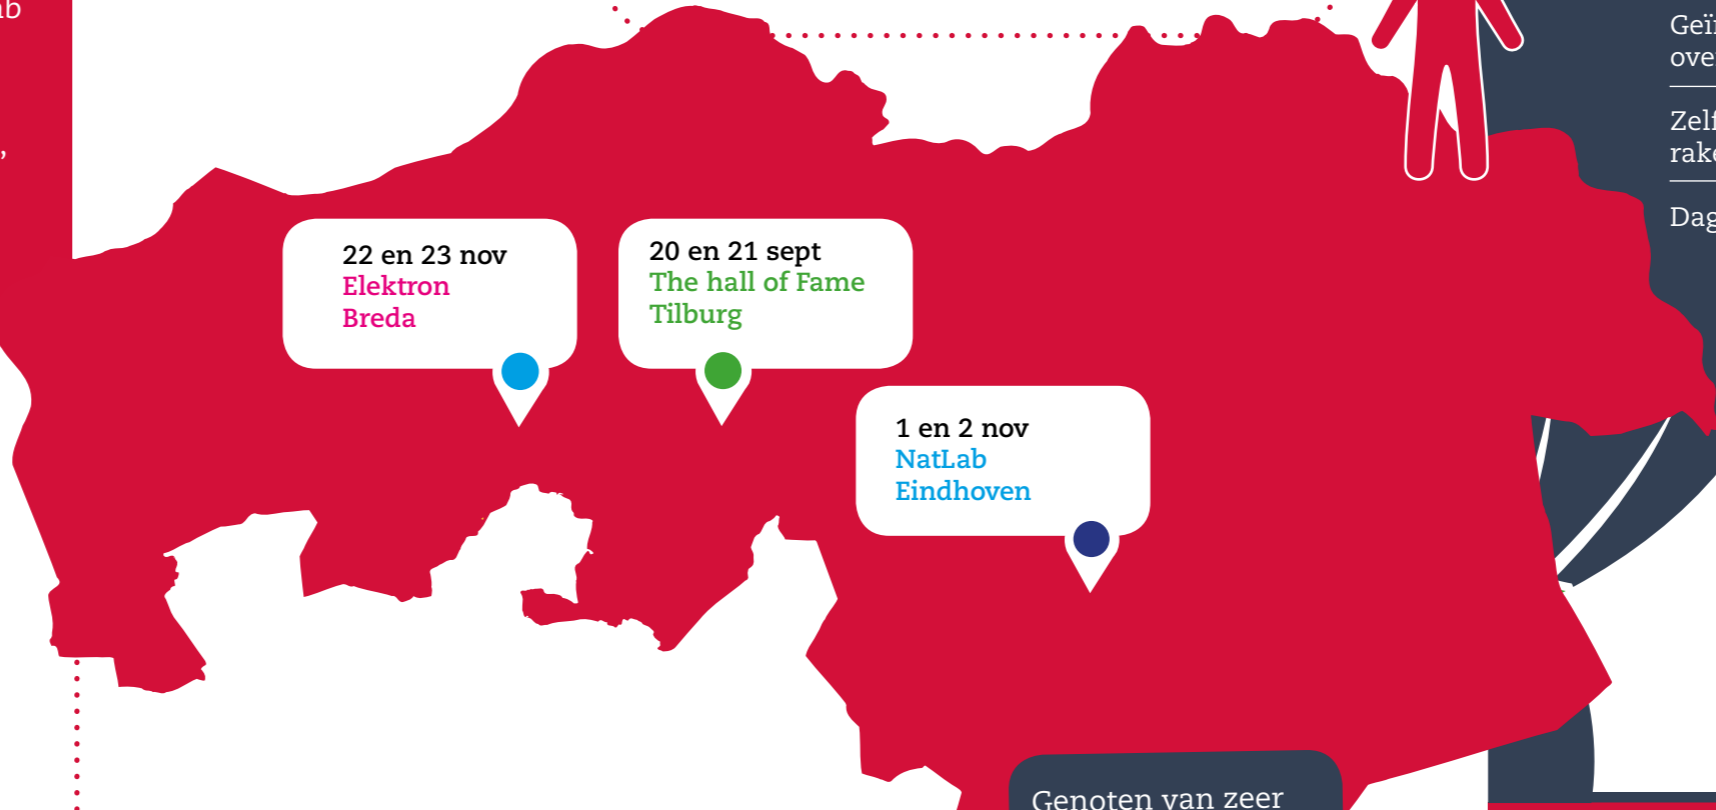 22 en 23 nov
Elektron
Breda
20 en 21 sept
The hall of Fame
Tilburg
1 en 2 nov
NatLab
Eindhoven
Genoten van zeer